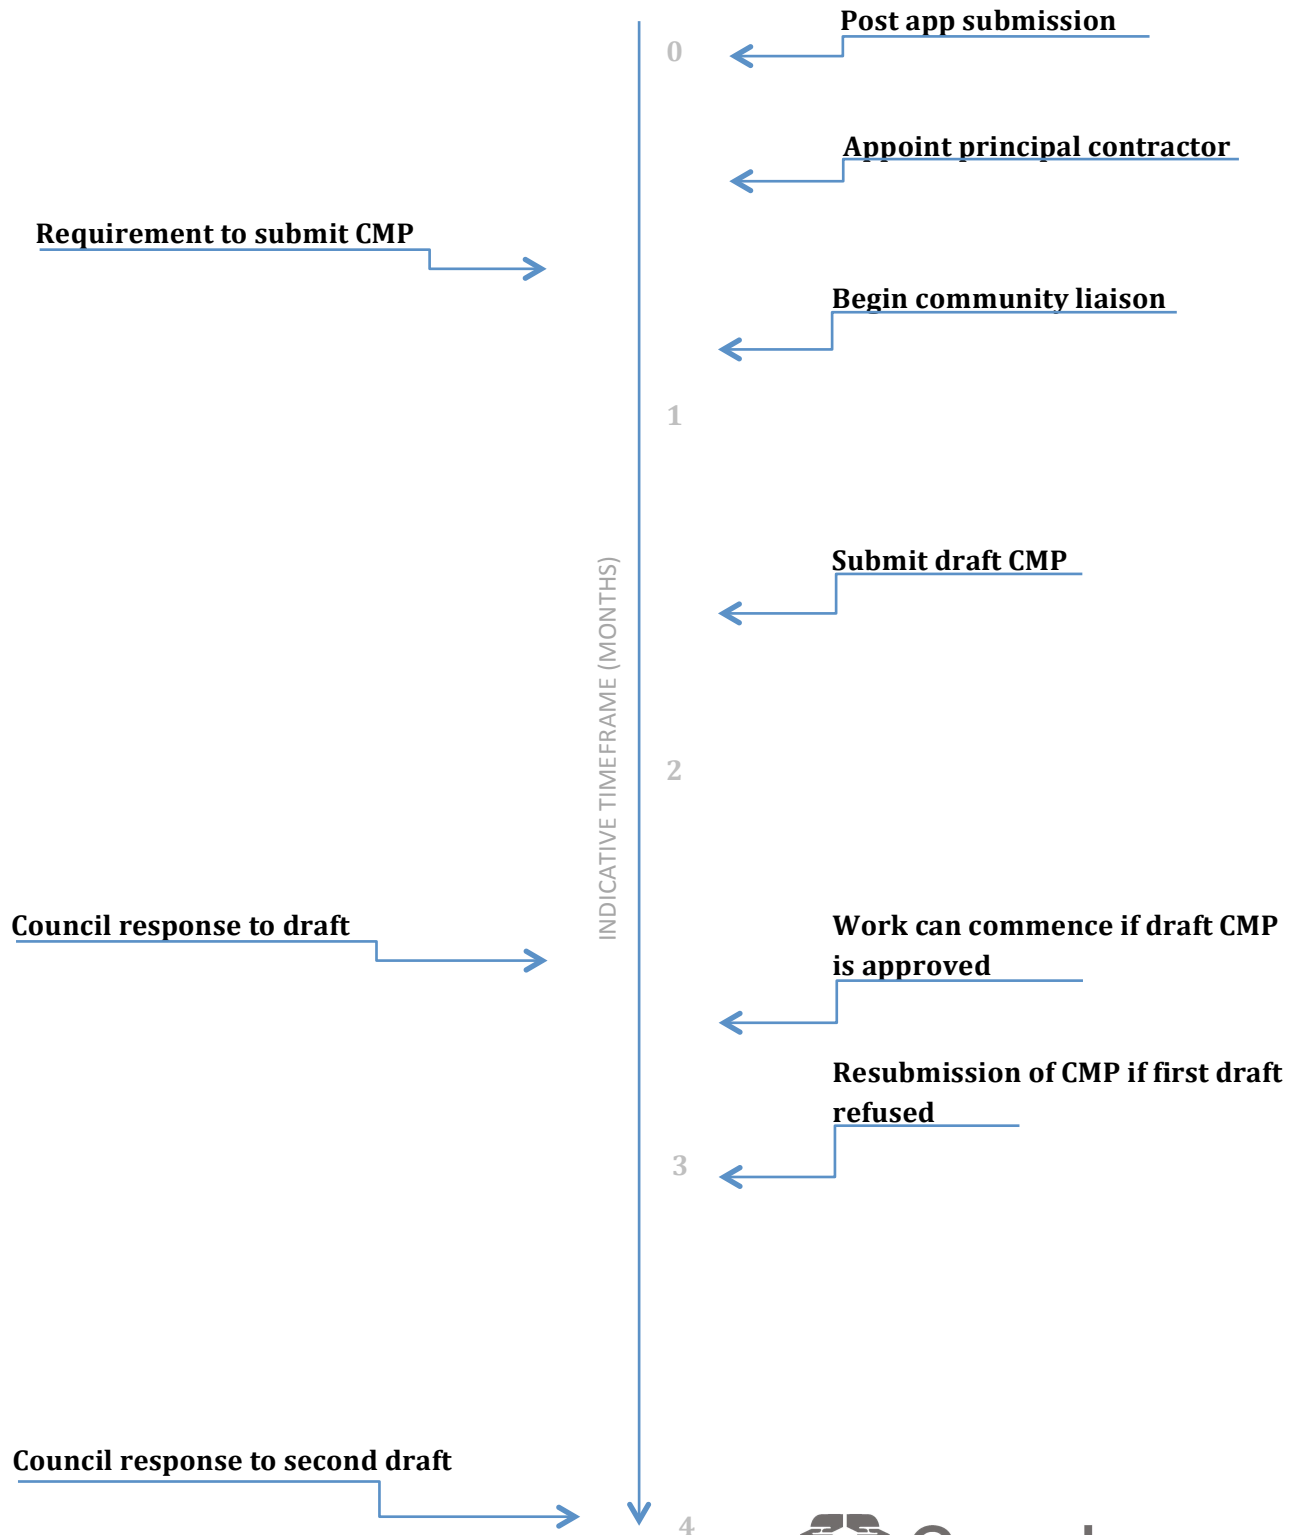 Post app submission
0
Appoint principal contractor
Requirement to submit CMP
Begin community liaison
1
Submit draft CMP
INDICATIVE TIMEFRAME (MONTHS)
2
Council response to draft
Work can commence if draft CMP
is approved
Resubmission of CMP if first draft
refused
3
Council response to second draft
4